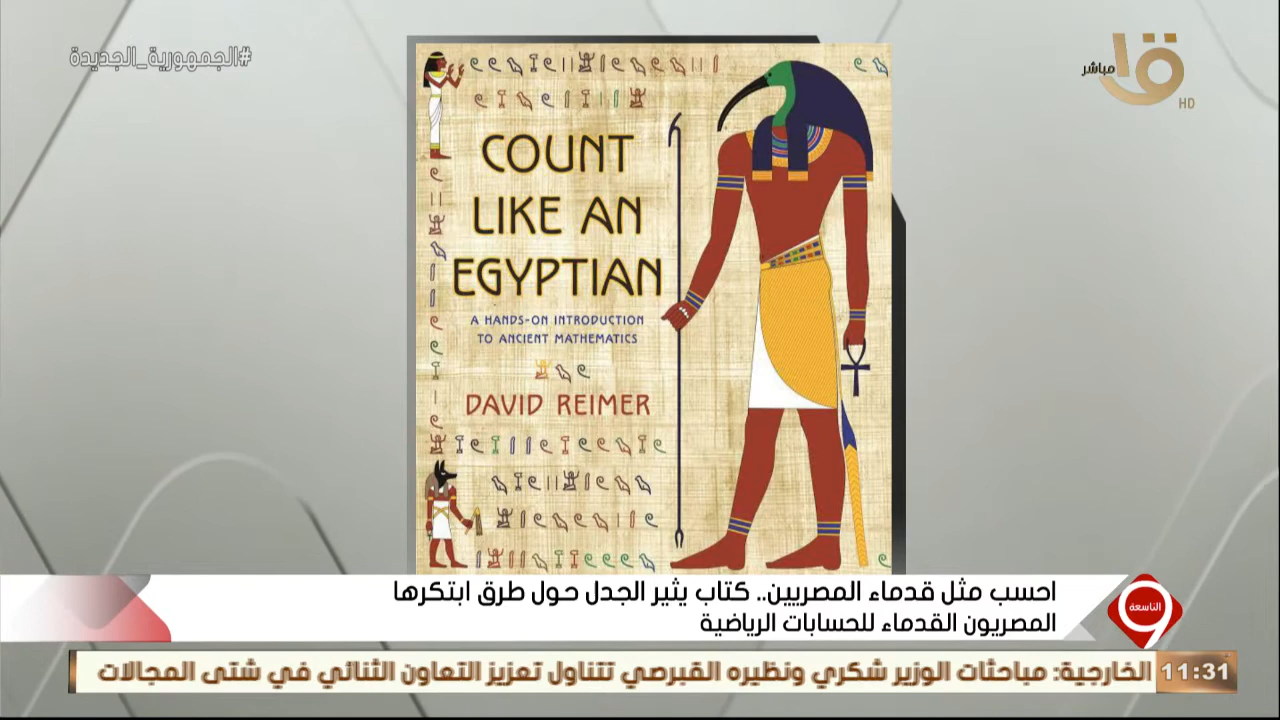 #الجمهورية_الجديدة
مباشر
HD
COUNT
LIKE AN
EGYPTIAN
A HANDS-ON INTRODUCTION
TO ANCIENT MATHEMATICS
DAVID REIMER
احسب مثل قدماء المصريين.. كتاب يثير الجدل حول طرق ابتكرها
المصريون القدماء للحسابات الرياضية
التاسعة
9
11:31 الخارجية: مباحثات الوزير شكري ونظيره القبرصي تتناول تعزيز التعاون الثنائي في شتى المجالات